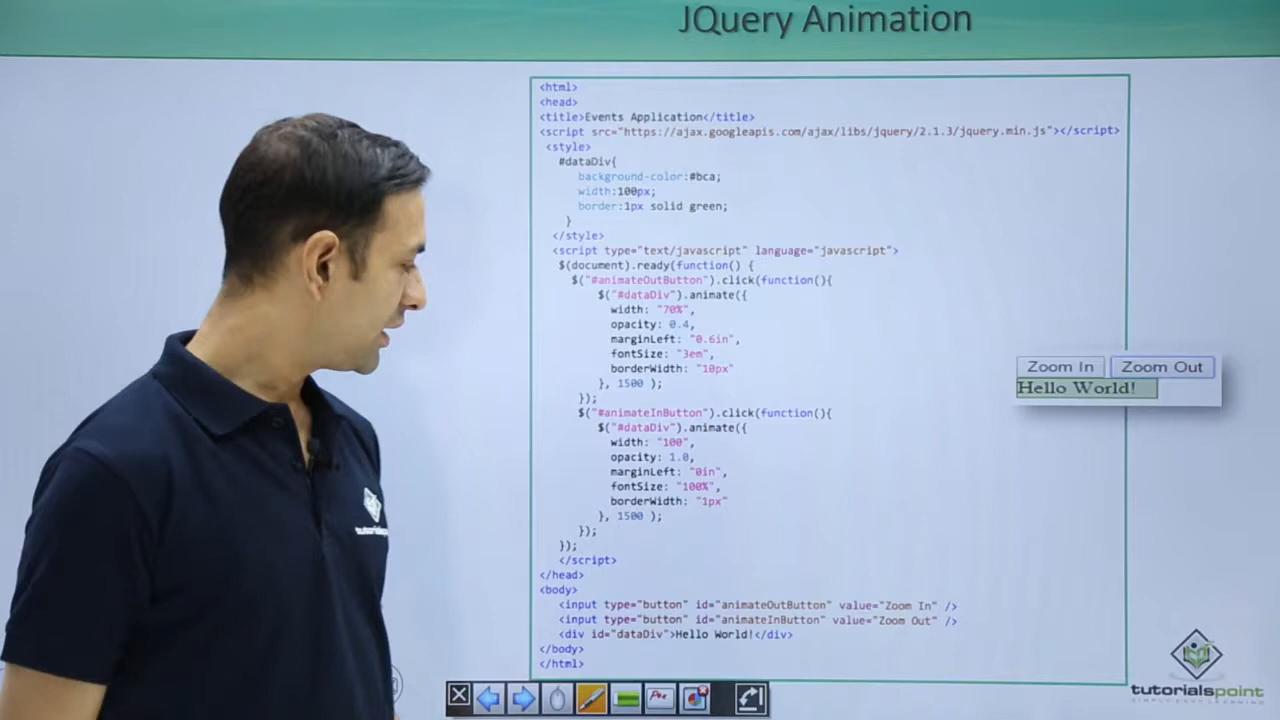 JQuery Animation
<html>
<head>
<title>Events Application</title>
<script src="https://ajax.googleapis.com/ajax/libs/jquery/2.1.3/jquery.min.js"></script>
<style>
#dataDiv{
background-color:#bca;
width:100px;
border:1px solid green;
}
</style>
<script type="text/javascript" language="javascript">
$(document).ready(function() {
$("#animateOutButton").click(function(){
$("#dataDiv").animate({
width: "70%",
opacity: 0.4,
marginLeft: "0.6in",
fontSize: "3em",
borderWidth: "10px"
}, 1500 );
});
$("#animateInButton").click(function(){
$("#dataDiv").animate({
width: "100",
opacity: 1.0,
marginLeft: "0in",
fontSize: "100%",
borderWidth: "1px"
}, 1500 );
});
});
</script>
</head>
<body>
<input type="button" id="animateOutButton" value="Zoom In" />
<input type="button" id="animateInButton" value="Zoom Out" />
<div id="dataDiv">Hello World!</div>
</body>
</html>
Zoom In Zoom Out
Hello World!
tutorialspoint